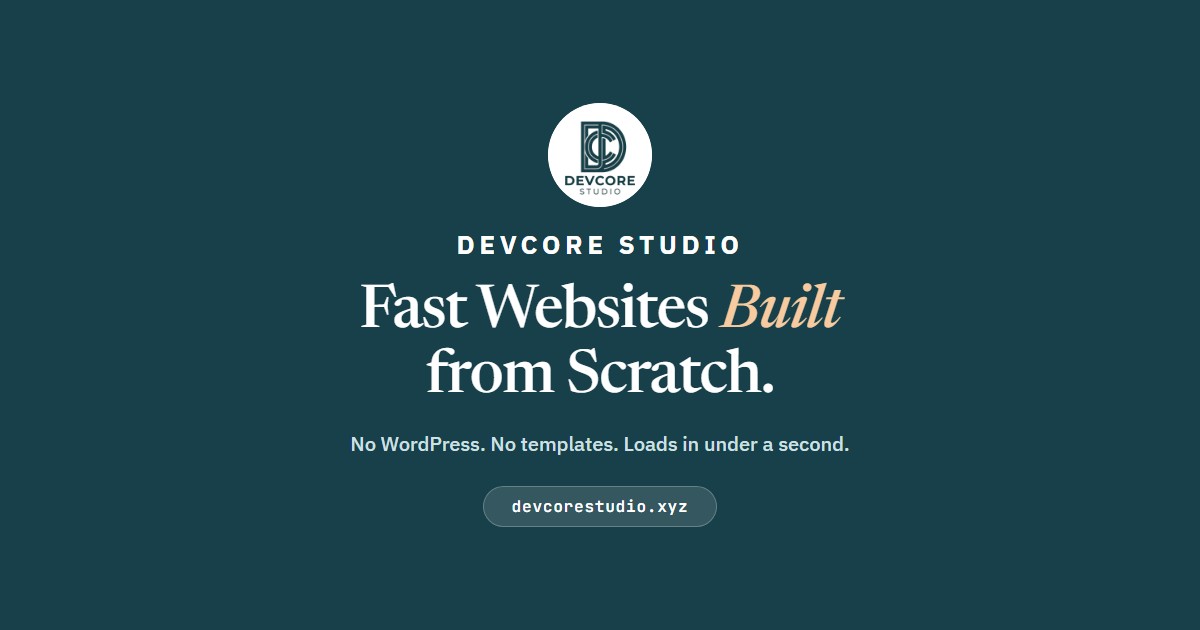 DC
DEVCORE
STUDIO
DEVCORE STUDIO
Fast Websites Built
from Scratch.
No WordPress. No templates. Loads in under a second.
devcorestudio.xyz